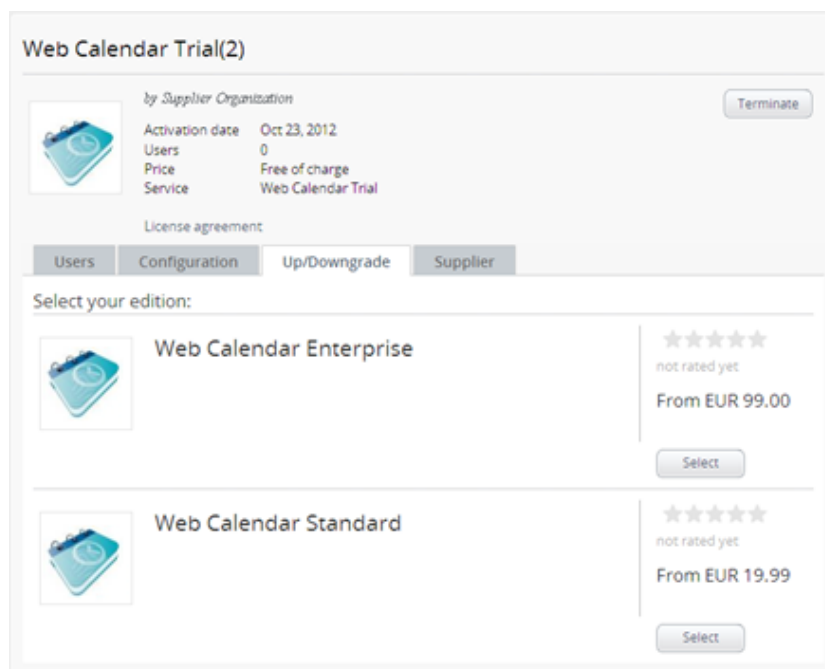 Web Calendar Trial(2)
by Supplier Organization
Terminate
Activation date Oct 23, 2012
Users 0
Price Free of charge
Service Web Calendar Trial
License agreement
Users Configuration Up/Downgrade Supplier
Select your edition:
Web Calendar Enterprise
not rated yet
From EUR 99.00
Select
Web Calendar Standard
not rated yet
From EUR 19.99
Select